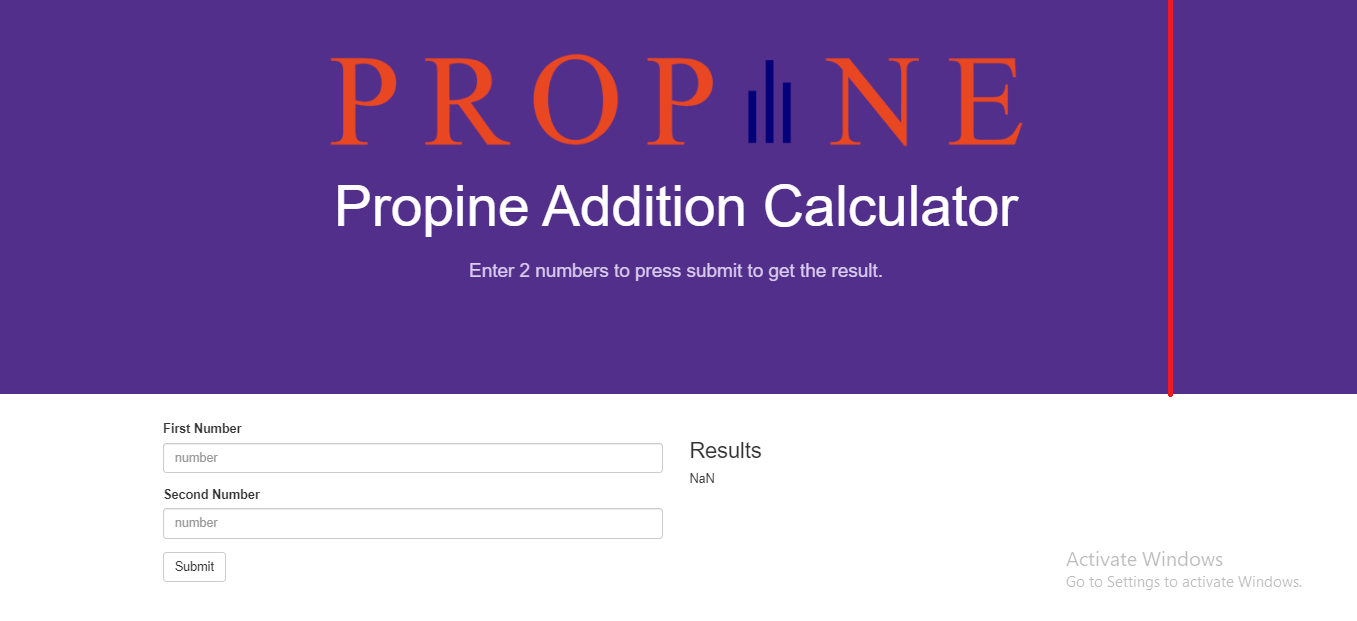 PROPINE
Propine Addition Calculator
Enter 2 numbers to press submit to get the result.
First Number
number
Results
NaN
Second Number
number
Submit
Activate Windows
Go to Settings to activate Windows.